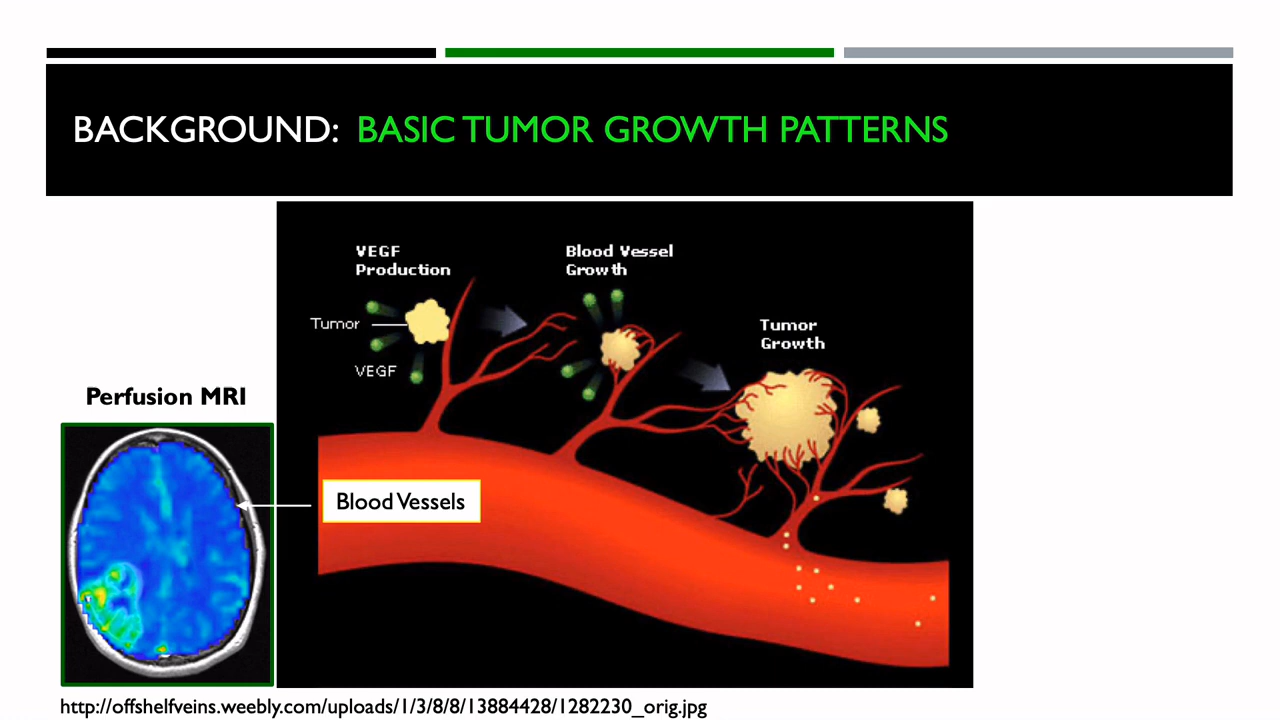 BACKGROUND: BASIC TUMOR GROWTH PATTERNS
VEGF
Production
Blood Vessel
Growth
Tumor
VEGF
Tumor
Growth
Perfusion MRI
Blood Vessels
http://offshelfveins.weebly.com/uploads/1/3/8/8/13884428/1282230_orig.jpg